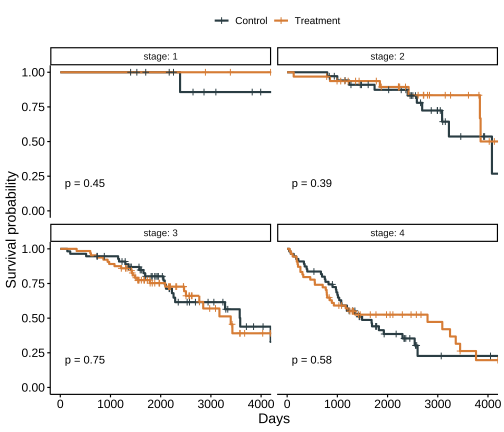 Control Treatment
stage: 1 stage: 2
1.00
0.75
0.50
0.25
0.00
p = 0.45 p = 0.39
Survival probability
stage: 3 stage: 4
1.00
0.75
0.50
0.25
0.00
p = 0.75 p = 0.58
0 1000 2000 3000 4000 0 1000 2000 3000 4000
Days